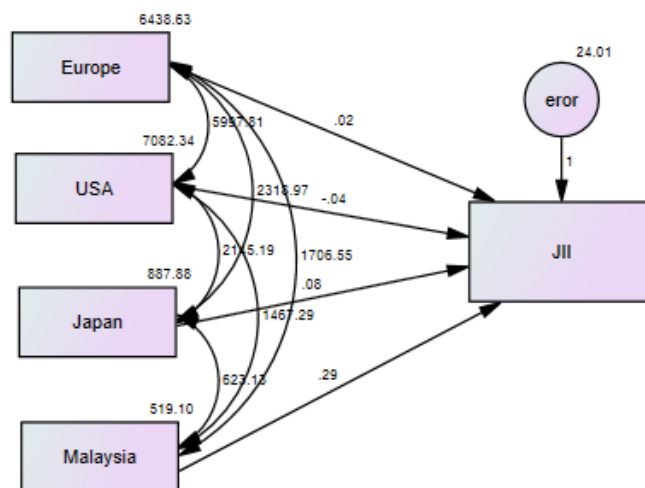 6438.63
Europe
24.01
eror
.02
5997.81
7082.34
1
USA
2318.97
-.04
2145.19
1706.55
JII
887.88
.08
Japan
1467.29
623.13
.29
519.10
Malaysia